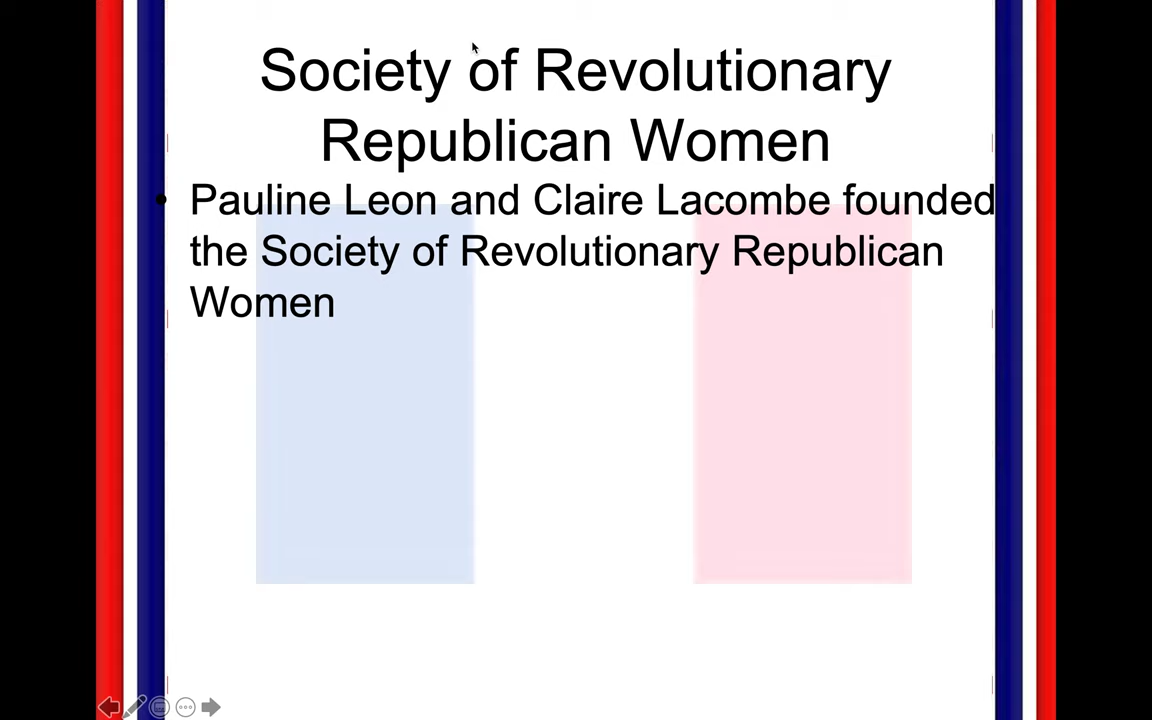 Society of Revolutionary
Republican Women
• Pauline Leon and Claire Lacombe founded
the Society of Revolutionary Republican
Women